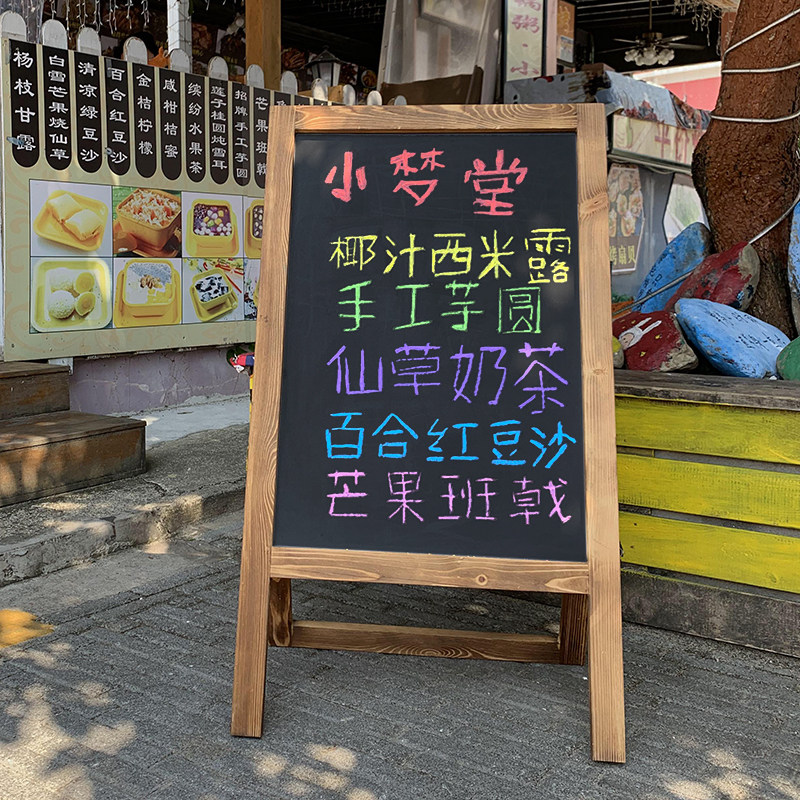 小梦堂
椰汁西米露
手工芋圆
仙草奶茶
百合红豆沙
芒果班戟
杨枝甘露
白雪芒果烧仙草
清凉绿豆沙
百合红豆沙
金桔柠檬
咸柑桔蜜
缤纷水果茶
莲子桂圆炖雪耳
招牌手工芋圆
芒果班戟
粥·小